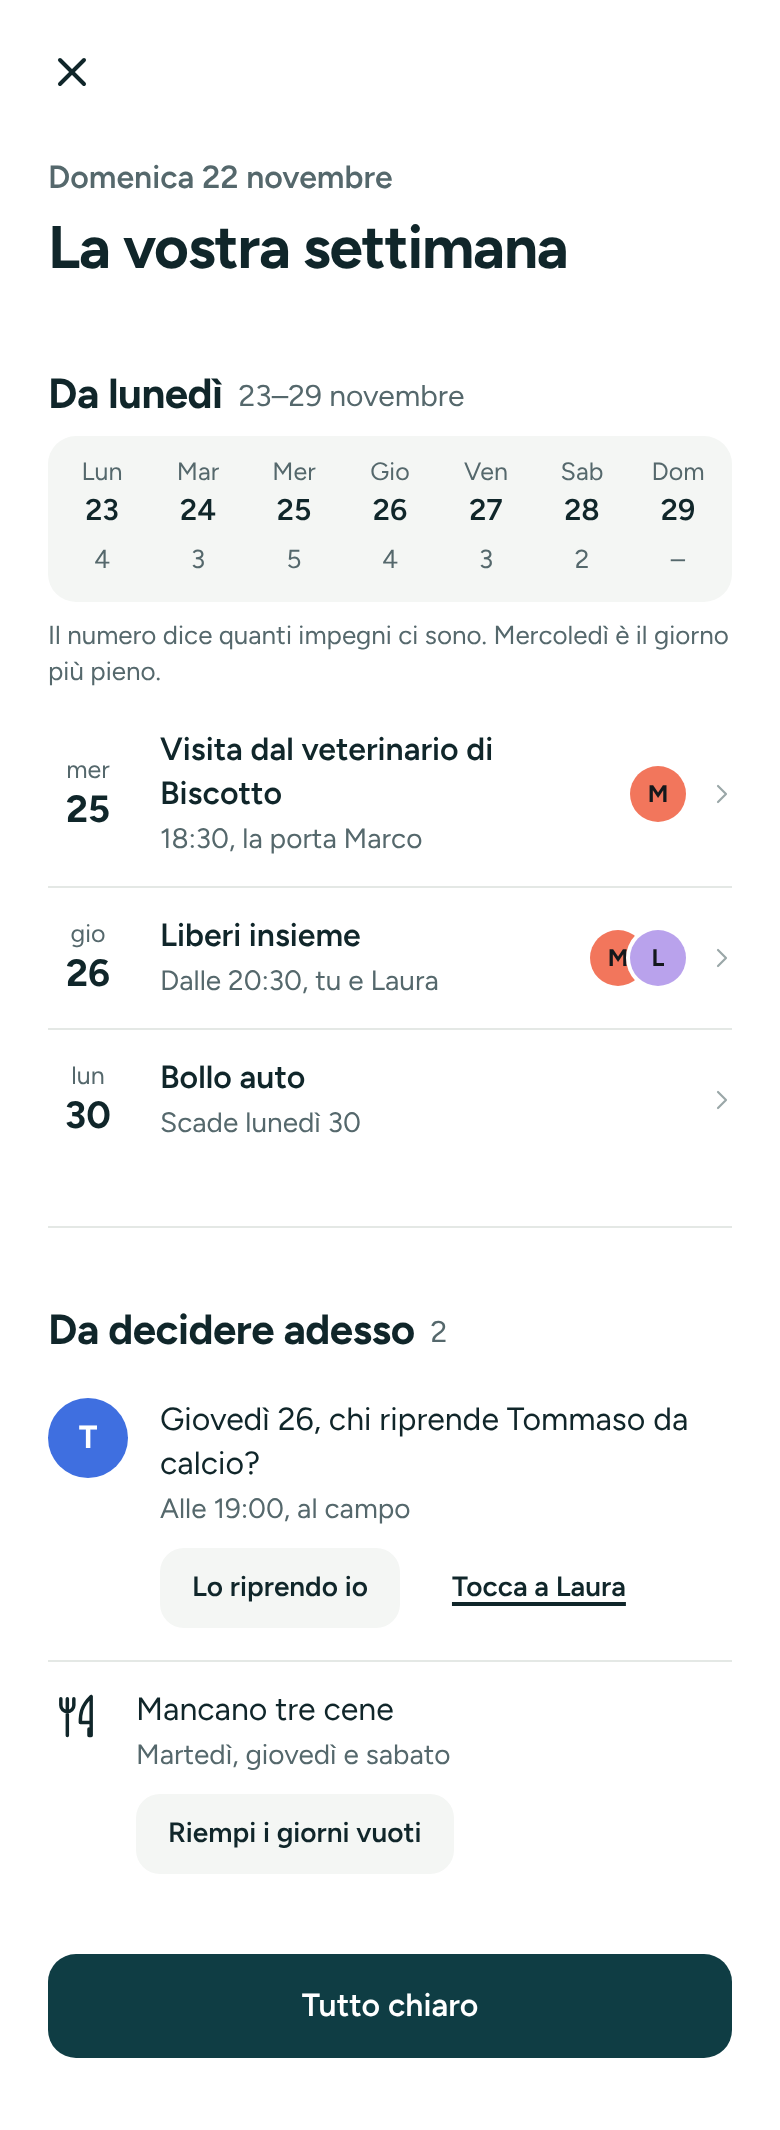 Domenica 22 novembre
La vostra settimana
Da lunedì 23–29 novembre
Lun Mar Mer Gio Ven Sab Dom
23 24 25 26 27 28 29
4 3 5 4 3 2 –
Il numero dice quanti impegni ci sono. Mercoledì è il giorno
più pieno.
mer
25
Visita dal veterinario di
Biscotto
18:30, la porta Marco
M
gio
26
Liberi insieme
Dalle 20:30, tu e Laura
M L
lun
30
Bollo auto
Scade lunedì 30
Da decidere adesso 2
T
Giovedì 26, chi riprende Tommaso da
calcio?
Alle 19:00, al campo
Lo riprendo io Tocca a Laura
Mancano tre cene
Martedì, giovedì e sabato
Riempi i giorni vuoti
Tutto chiaro